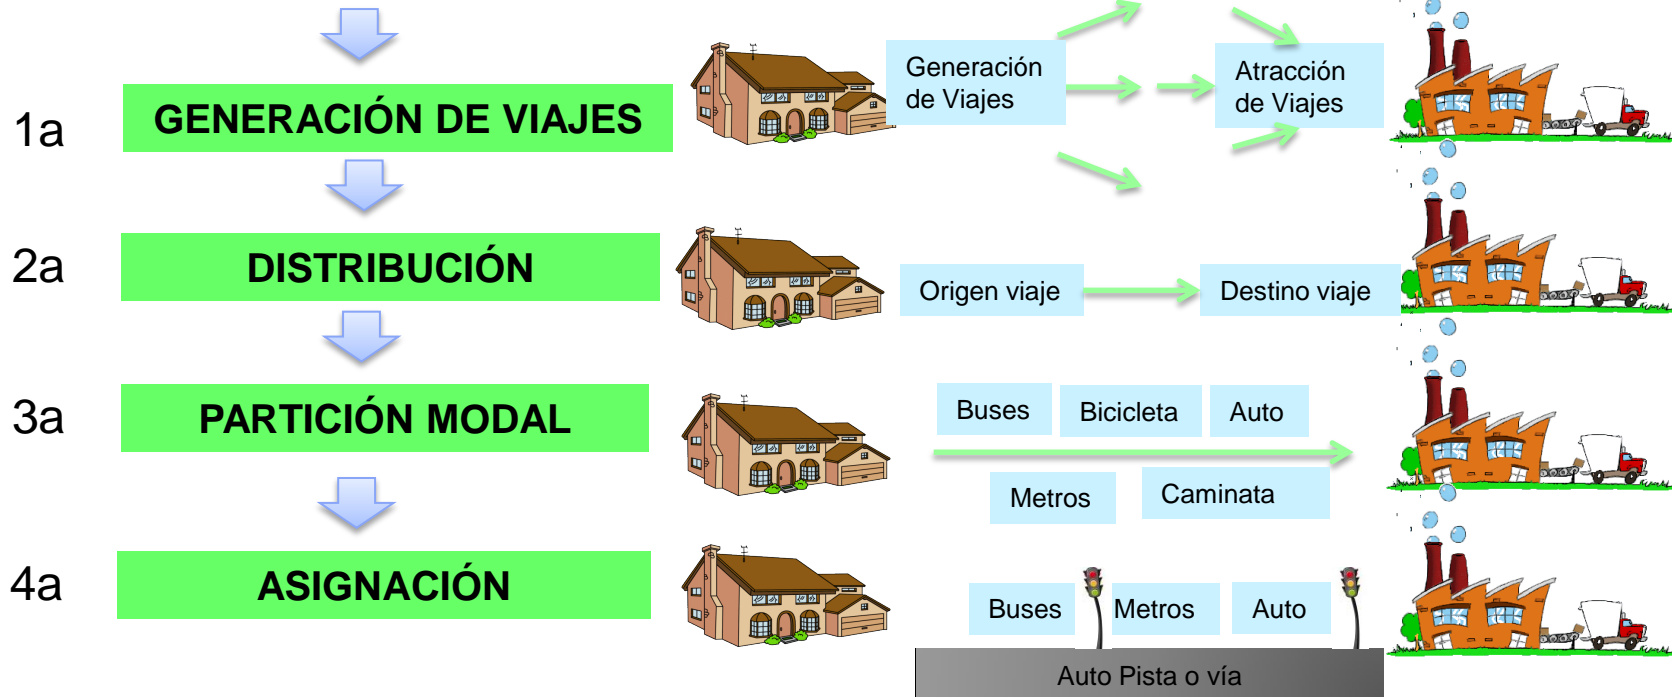 1a
GENERACIÓN DE VIAJES
Generación
de Viajes
Atracción
de Viajes
2a
DISTRIBUCIÓN
Origen viaje
Destino viaje
3a
PARTICIÓN MODAL
Buses
Bicicleta
Auto
Metros
Caminata
4a
ASIGNACIÓN
Buses
Metros
Auto
Auto Pista o vía